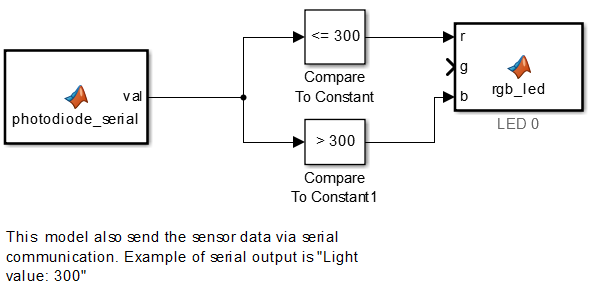 <= 300
Compare
To Constant
val
photodiode_serial
> 300
Compare
To Constant1
r
g
b
rgb_led
LED 0
This model also send the sensor data via serial
communication. Example of serial output is "Light
value: 300"